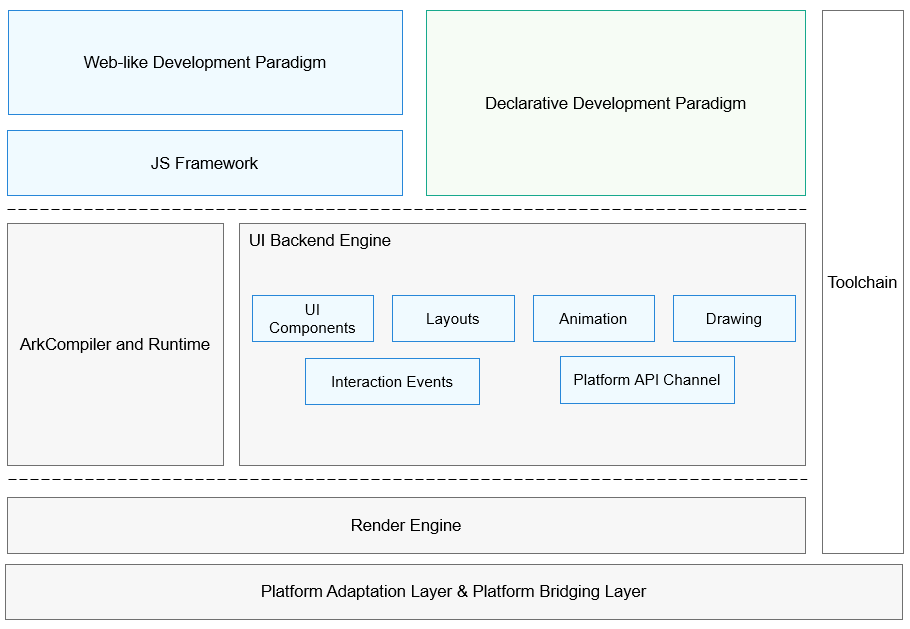 Web-like Development Paradigm
Declarative Development Paradigm
JS Framework
Toolchain
UI Backend Engine
ArkCompiler and Runtime
UI
Components
Layouts
Animation
Drawing
Interaction Events
Platform API Channel
Render Engine
Platform Adaptation Layer & Platform Bridging Layer